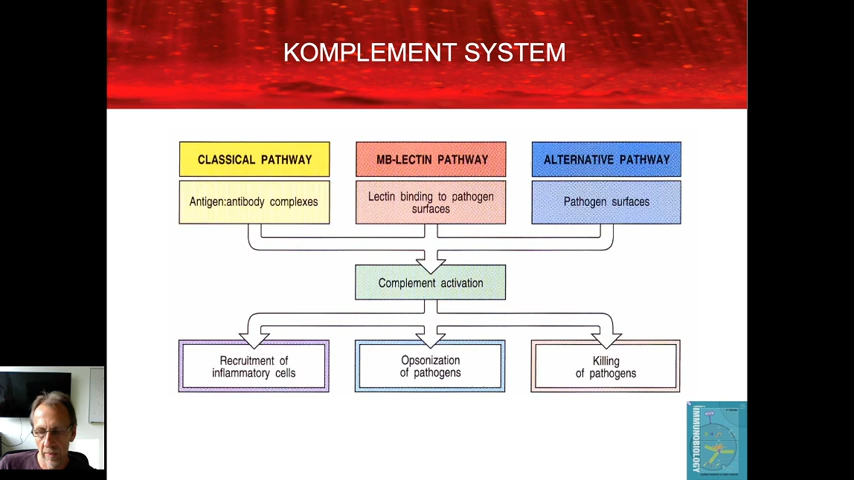 KOMPLEMENT SYSTEM
CLASSICAL PATHWAY
MB-LECTIN PATHWAY
ALTERNATIVE PATHWAY
Antigen:antibody complexes
Lectin binding to pathogen
surfaces
Pathogen surfaces
Complement activation
Recruitment of
inflammatory cells
Opsonization
of pathogens
Killing
of pathogens
IMMUNOBIOLOGY